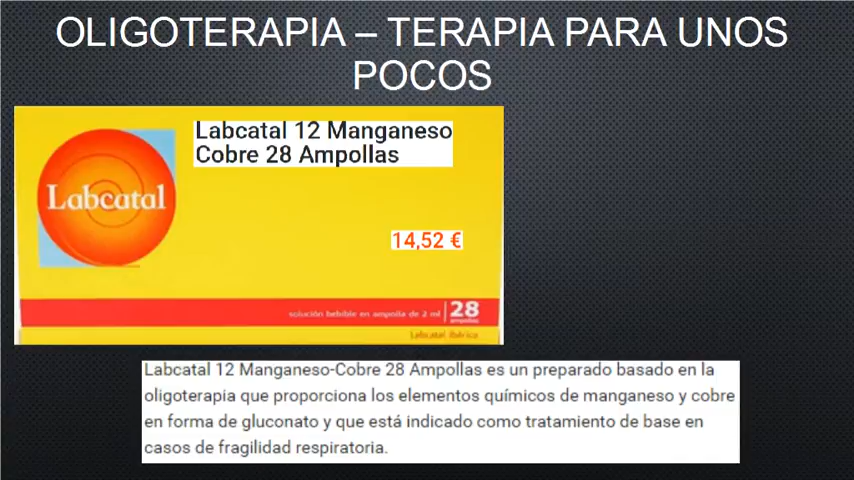 OLIGOTERAPIA – TERAPIA PARA UNOS
POCOS
Labcatal 12 Manganeso
Cobre 28 Ampollas
Labcatal
14,52 €
solución bebible en ampolla de 2 ml
28
ampollas
Labcatal Ibérica
Labcatal 12 Manganeso-Cobre 28 Ampollas es un preparado basado en la
oligoterapia que proporciona los elementos químicos de manganeso y cobre
en forma de gluconato y que está indicado como tratamiento de base en
casos de fragilidad respiratoria.